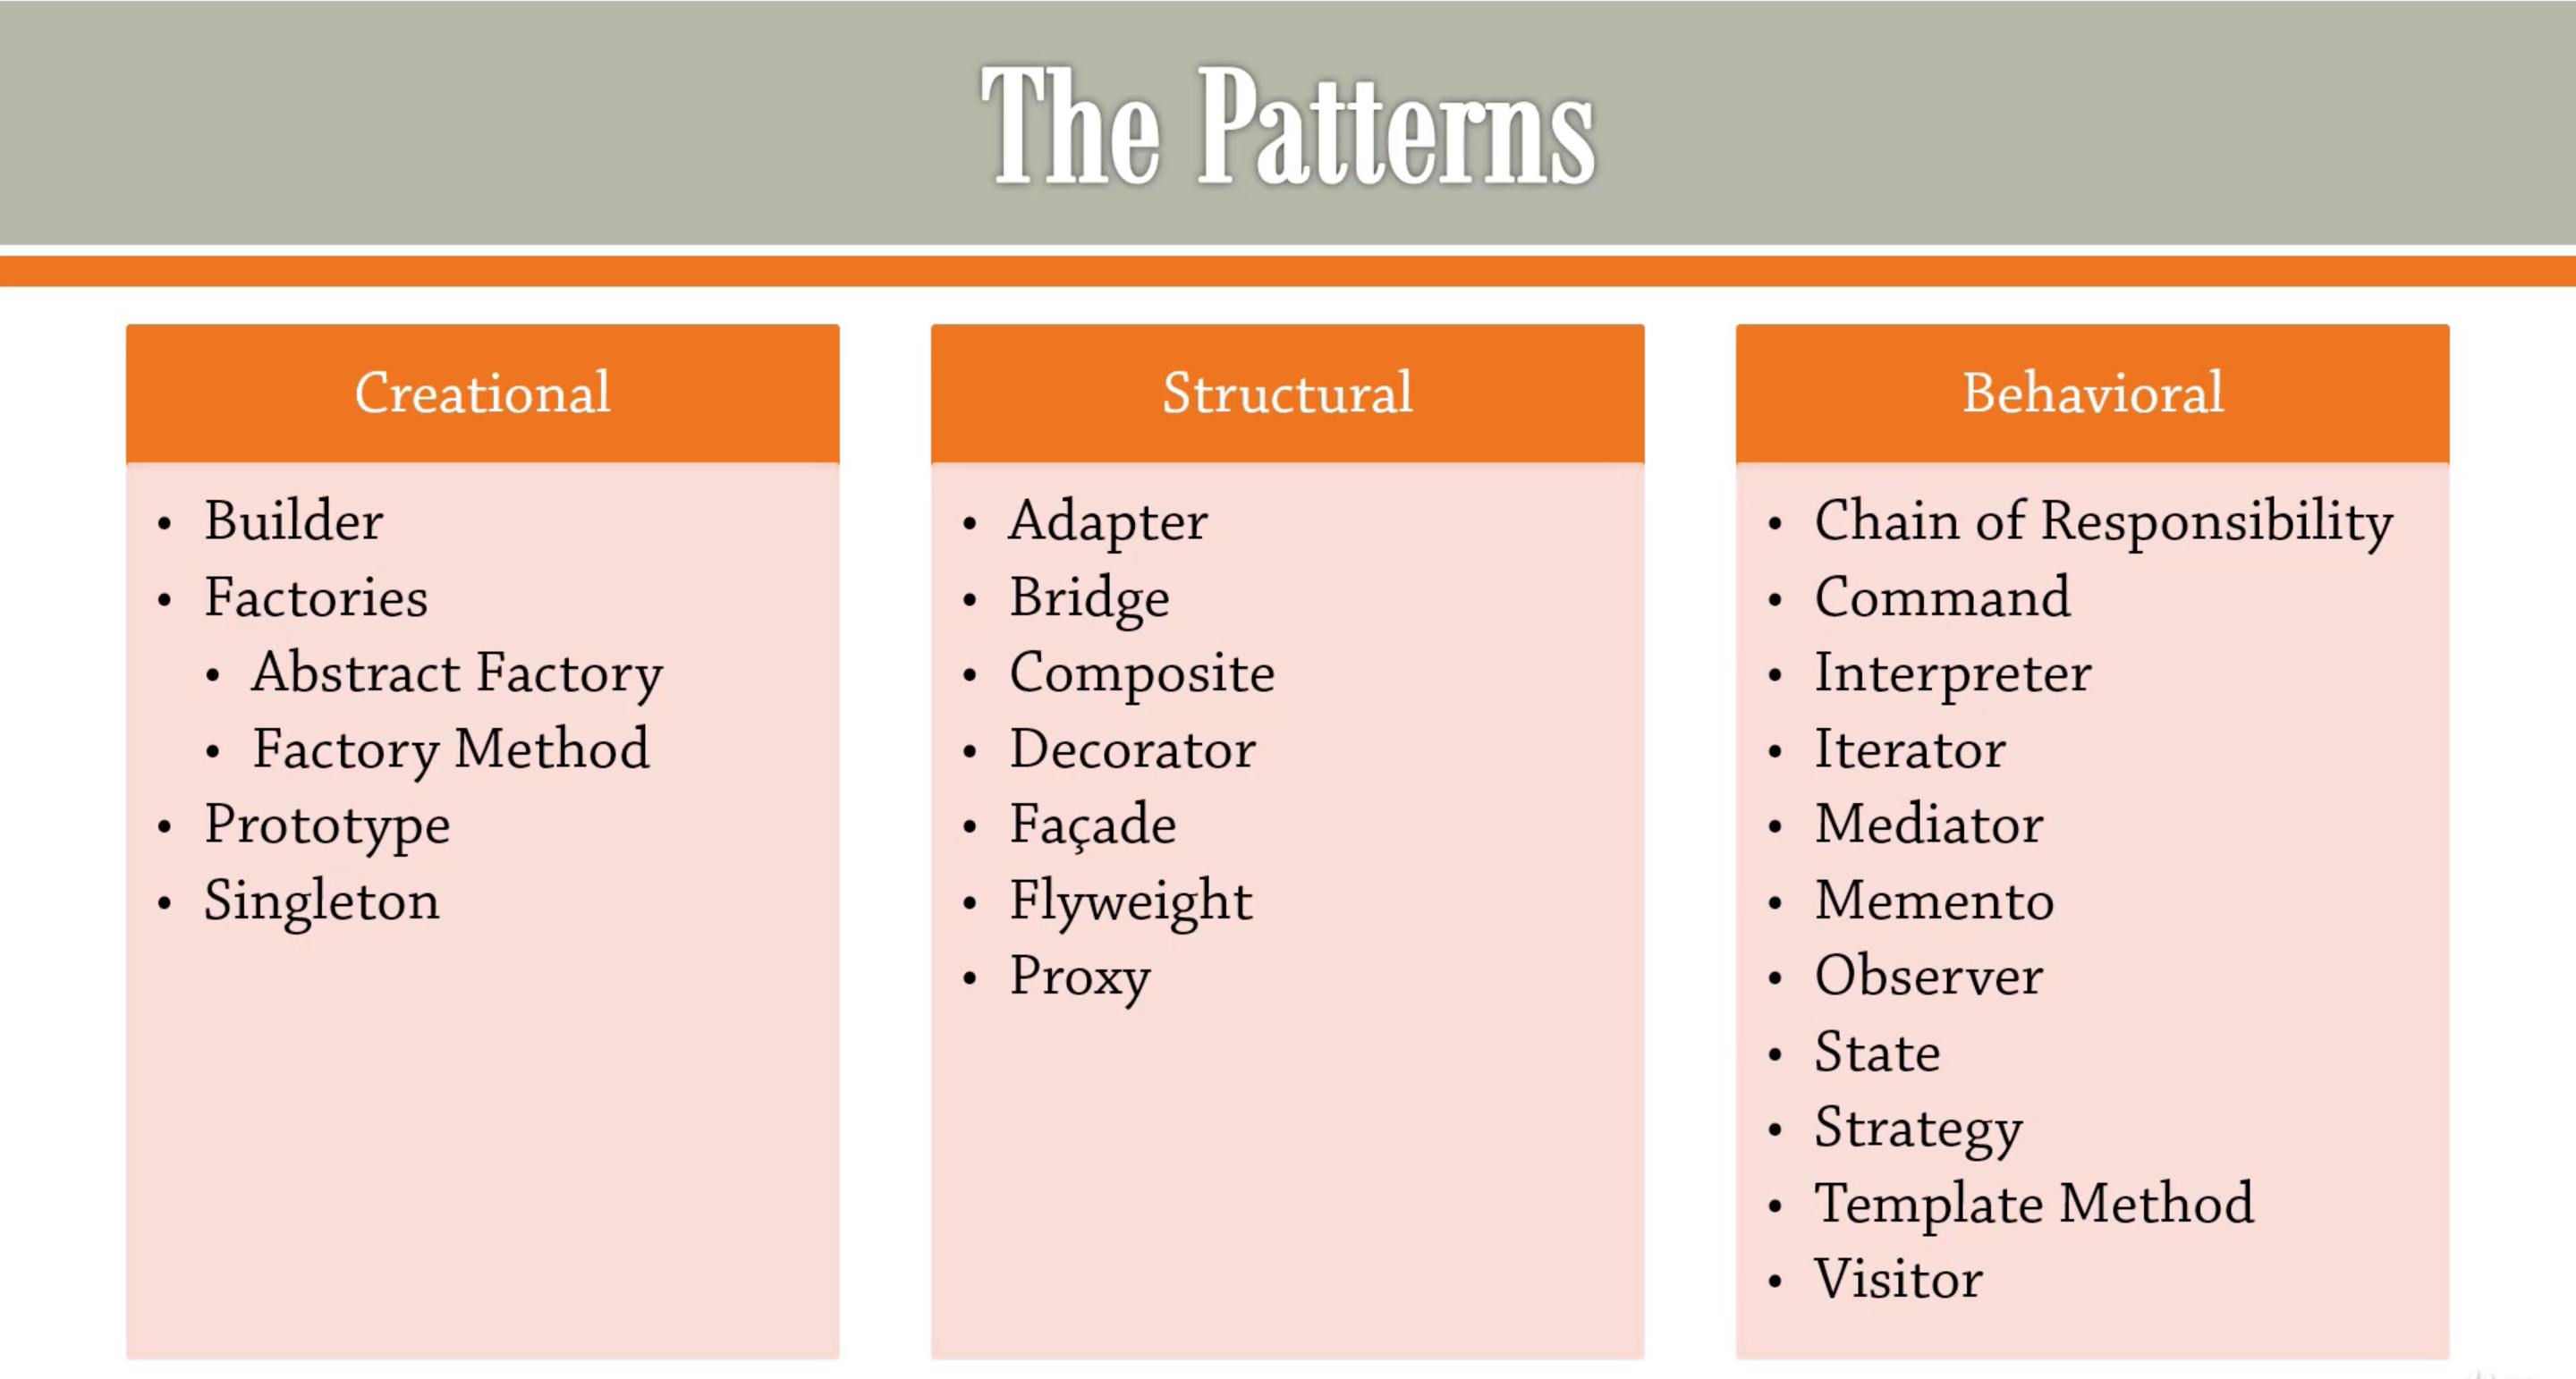 The Patterns
Creational
• Builder
• Factories
• Abstract Factory
• Factory Method
• Prototype
• Singleton
Structural
• Adapter
• Bridge
• Composite
• Decorator
• Façade
• Flyweight
• Proxy
Behavioral
• Chain of Responsibility
• Command
• Interpreter
• Iterator
• Mediator
• Memento
• Observer
• State
• Strategy
• Template Method
• Visitor